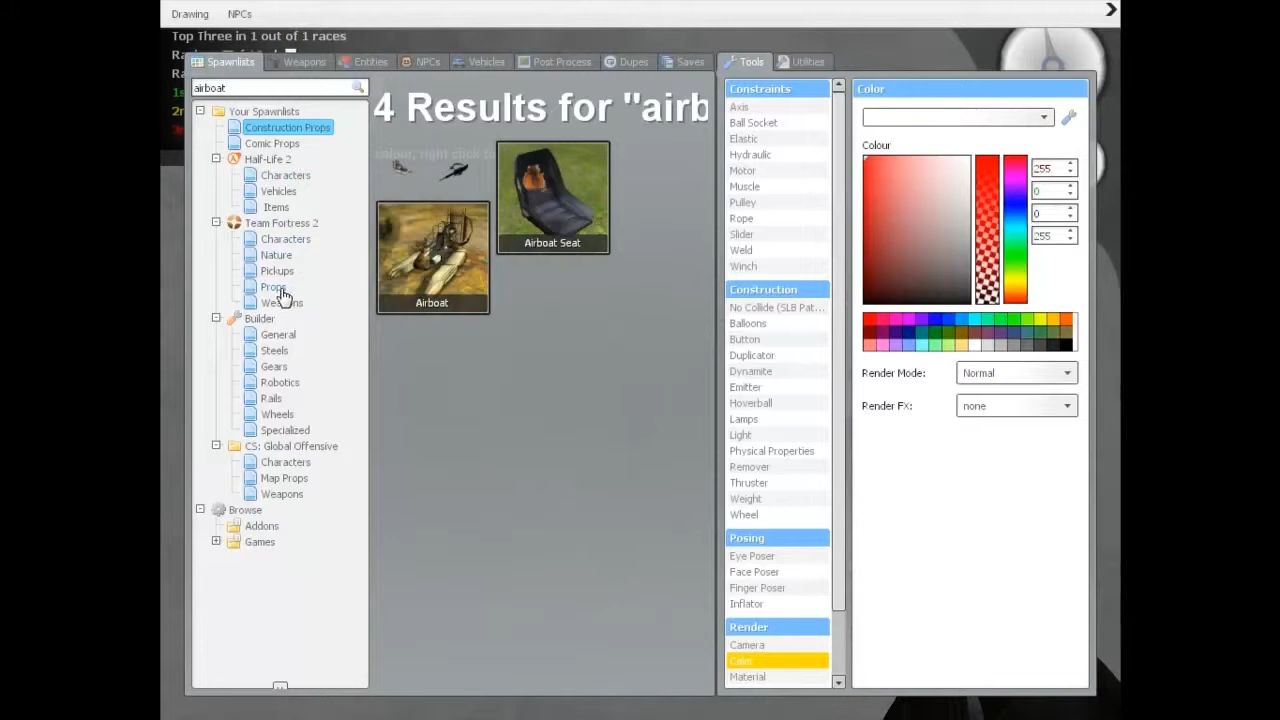 Drawing NPCs
Top Three in 1 out of 1 races
Spawnlists Weapons Entities NPCs Vehicles Post Process Dupes Saves Tools Utilities
airboat
4 Results for "airb
Your Spawnlists
Construction Props
Comic Props
Half-Life 2
Characters
Vehicles
Items
Team Fortress 2
Characters
Nature
Pickups
Props
Weapons
Builder
General
Steels
Gears
Robotics
Rails
Wheels
Specialized
CS: Global Offensive
Characters
Map Props
Weapons
Browse
Addons
Games
colour, right click to
Airboat Seat
Airboat
Constraints
Axis
Ball Socket
Elastic
Hydraulic
Motor
Muscle
Pulley
Rope
Slider
Weld
Winch
Construction
No Collide (SLB Pat...
Balloons
Button
Duplicator
Dynamite
Emitter
Hoverball
Lamps
Light
Physical Properties
Remover
Thruster
Weight
Wheel
Posing
Eye Poser
Face Poser
Finger Poser
Inflator
Render
Camera
Color
Material
Color
Colour
255
0
0
255
Render Mode: Normal
Render FX: none